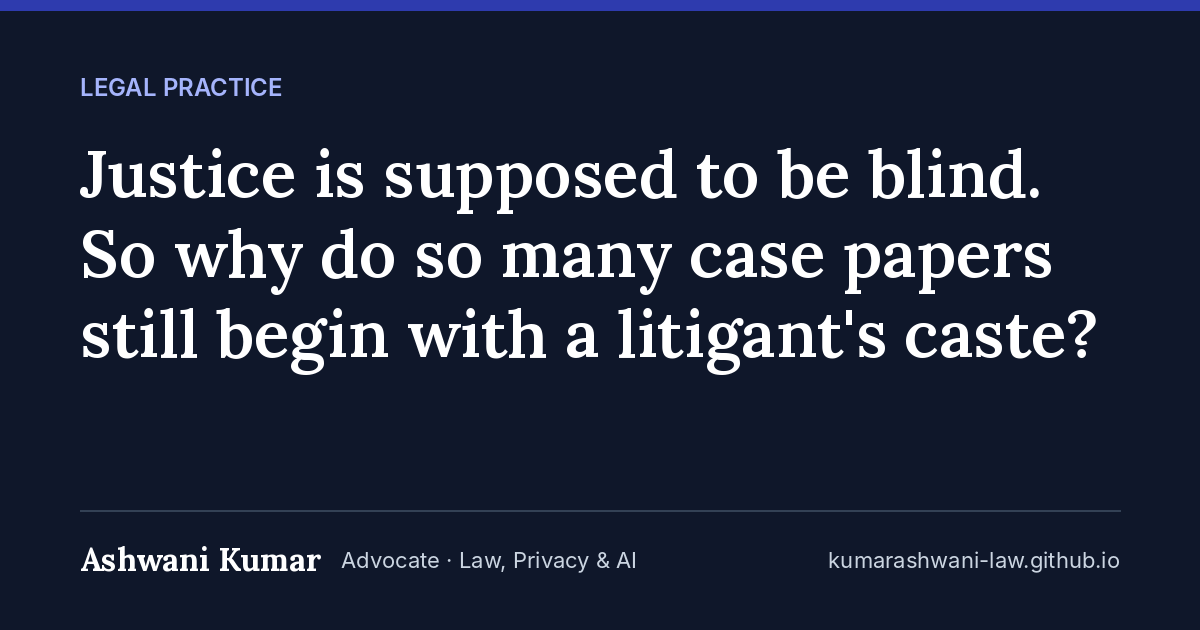 LEGAL PRACTICE
Justice is supposed to be blind.
So why do so many case papers
still begin with a litigant's caste?
Ashwani Kumar Advocate · Law, Privacy & AI kumarashwani-law.github.io